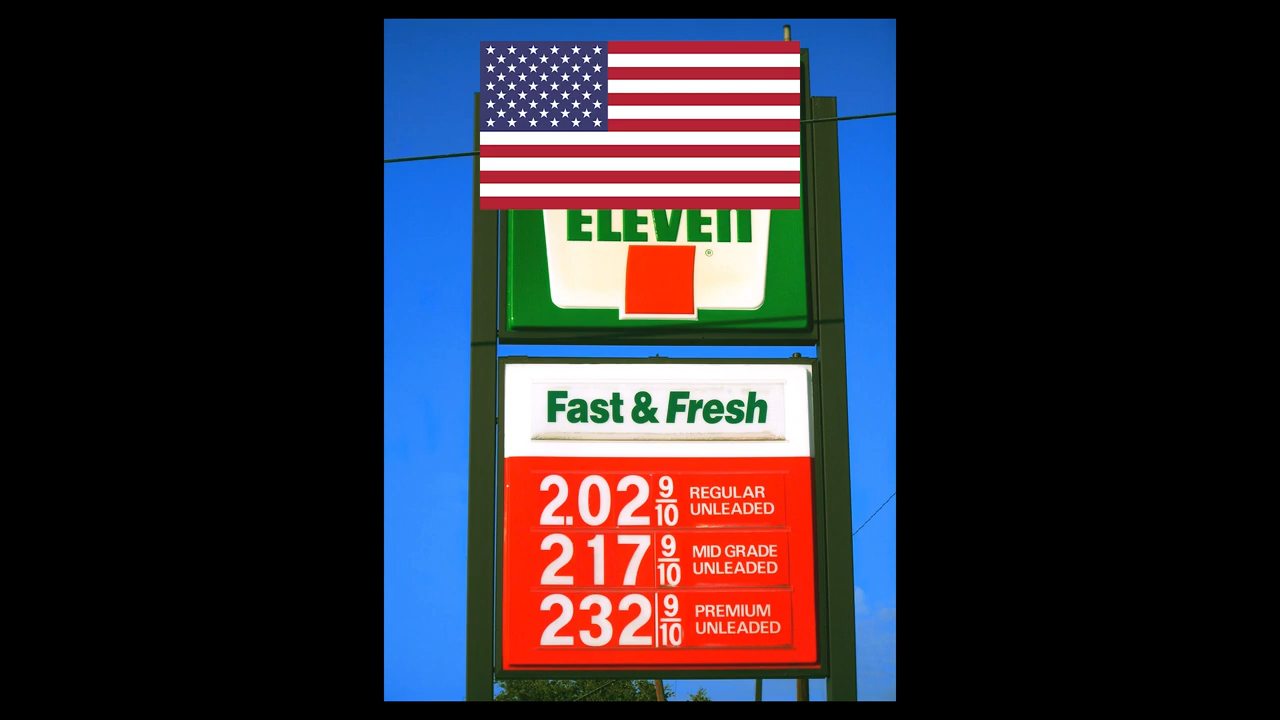 ELEVEn
®
Fast & Fresh
2.02 9/10 REGULAR UNLEADED
217 9/10 MID GRADE UNLEADED
232 9/10 PREMIUM UNLEADED